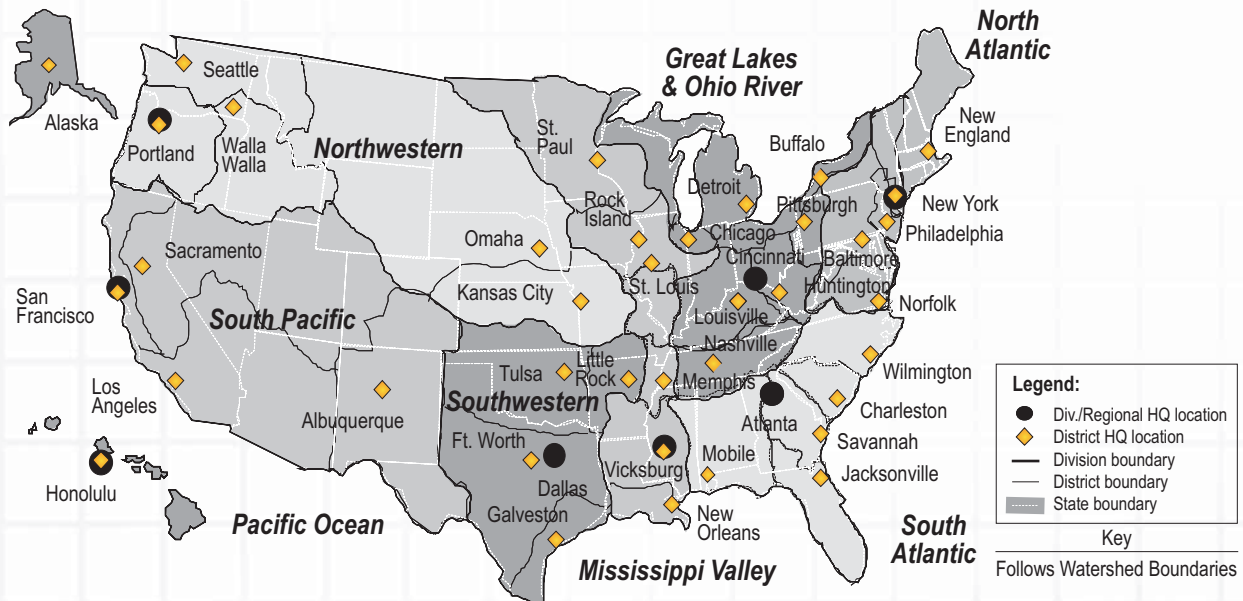 North
Atlantic
Great Lakes
& Ohio River
Seattle
Alaska
Portland
Walla
Walla
Northwestern
St.
Paul
Buffalo
New
England
Detroit
Rock
Island
Pittsburgh
New York
Philadelphia
Omaha
Chicago
Cincinnati
Baltimore
Sacramento
Kansas City
St. Louis
Huntington
Norfolk
San
Francisco
South Pacific
Louisville
Nashville
Little
Rock
Tulsa
Memphis
Wilmington
Los
Angeles
Albuquerque
Southwestern
Atlanta
Charleston
Savannah
Ft. Worth
Vicksburg
Mobile
Jacksonville
Dallas
Honolulu
Galveston
New
Orleans
Pacific Ocean
South
Atlantic
Mississippi Valley
Legend:
Div./Regional HQ location
District HQ location
Division boundary
District boundary
State boundary
Key
Follows Watershed Boundaries